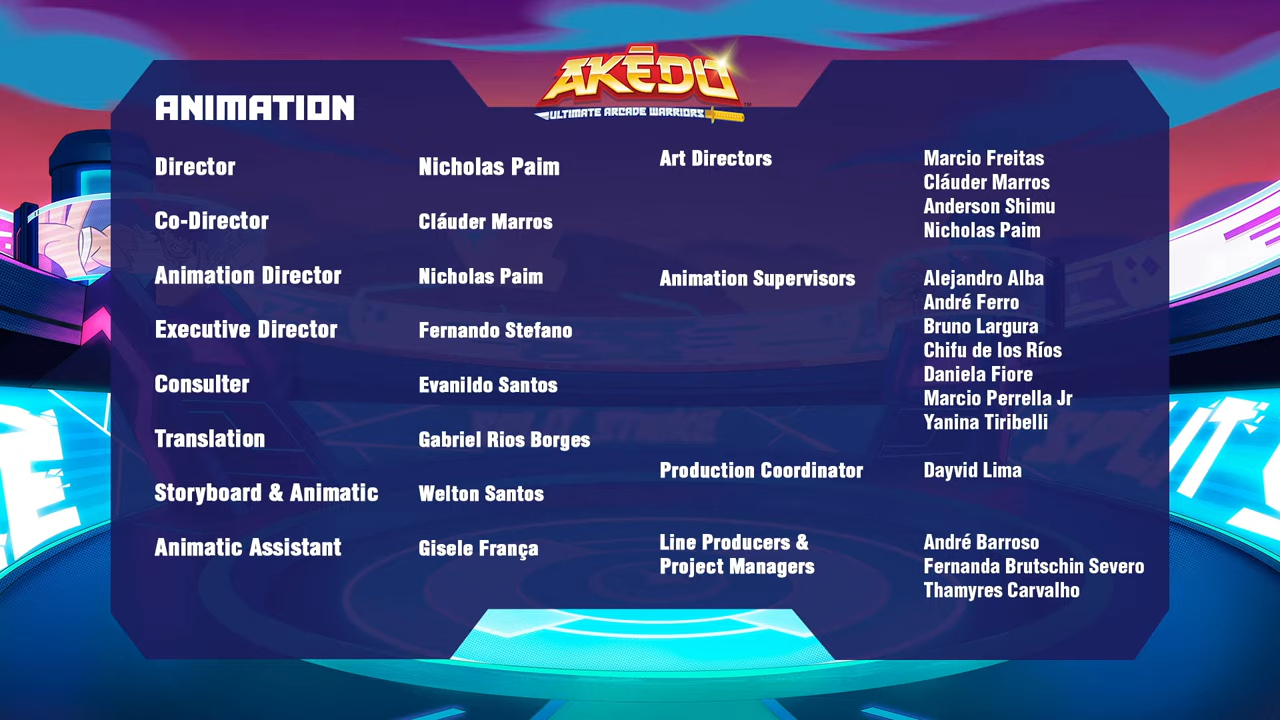 AKEDO
TM
ULTIMATE ARCADE WARRIORS
ANIMATION
Director Nicholas Paim
Co-Director Cláuder Marros
Animation Director Nicholas Paim
Executive Director Fernando Stefano
Consulter Evanildo Santos
Translation Gabriel Rios Borges
Storyboard & Animatic Welton Santos
Animatic Assistant Gisele França
Art Directors Marcio Freitas
Cláuder Marros
Anderson Shimu
Nicholas Paim
Animation Supervisors Alejandro Alba
André Ferro
Bruno Largura
Chifu de los Ríos
Daniela Fiore
Marcio Perrella Jr
Yanina Tiribelli
Production Coordinator Dayvid Lima
Line Producers & André Barroso
Project Managers Fernanda Brutschin Severo
Thamyres Carvalho